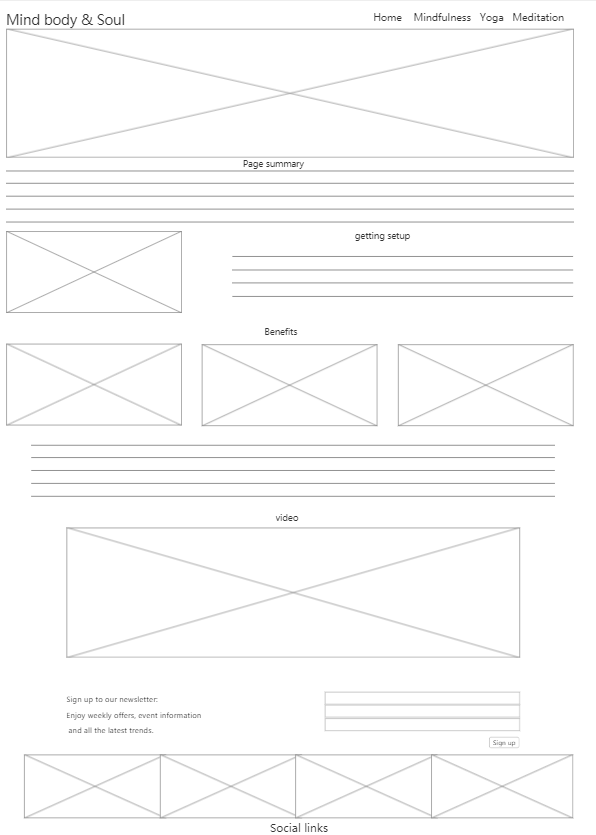 Mind body & Soul
Home Mindfulness Yoga Meditation
Page summary
getting setup
Benefits
video
Sign up to our newsletter:
Enjoy weekly offers, event information
and all the latest trends.
Sign up
Social links